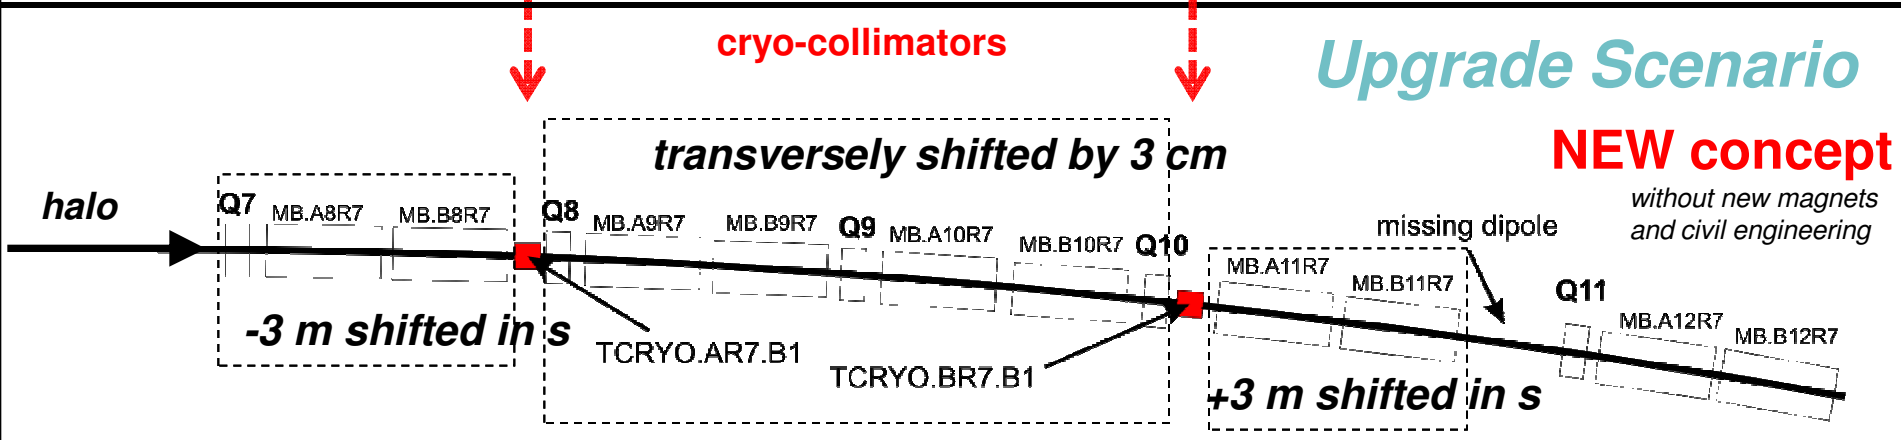 cryo-collimators
Upgrade Scenario
NEW concept
without new magnets
and civil engineering
transversely shifted by 3 cm
halo
Q7
MB.A8R7
MB.B8R7
Q8
MB.A9R7
MB.B9R7
Q9
MB.A10R7
MB.B10R7
Q10
MB.A11R7
MB.B11R7
missing dipole
Q11
MB.A12R7
MB.B12R7
-3 m shifted in s
TCRYO.AR7.B1
TCRYO.BR7.B1
+3 m shifted in s